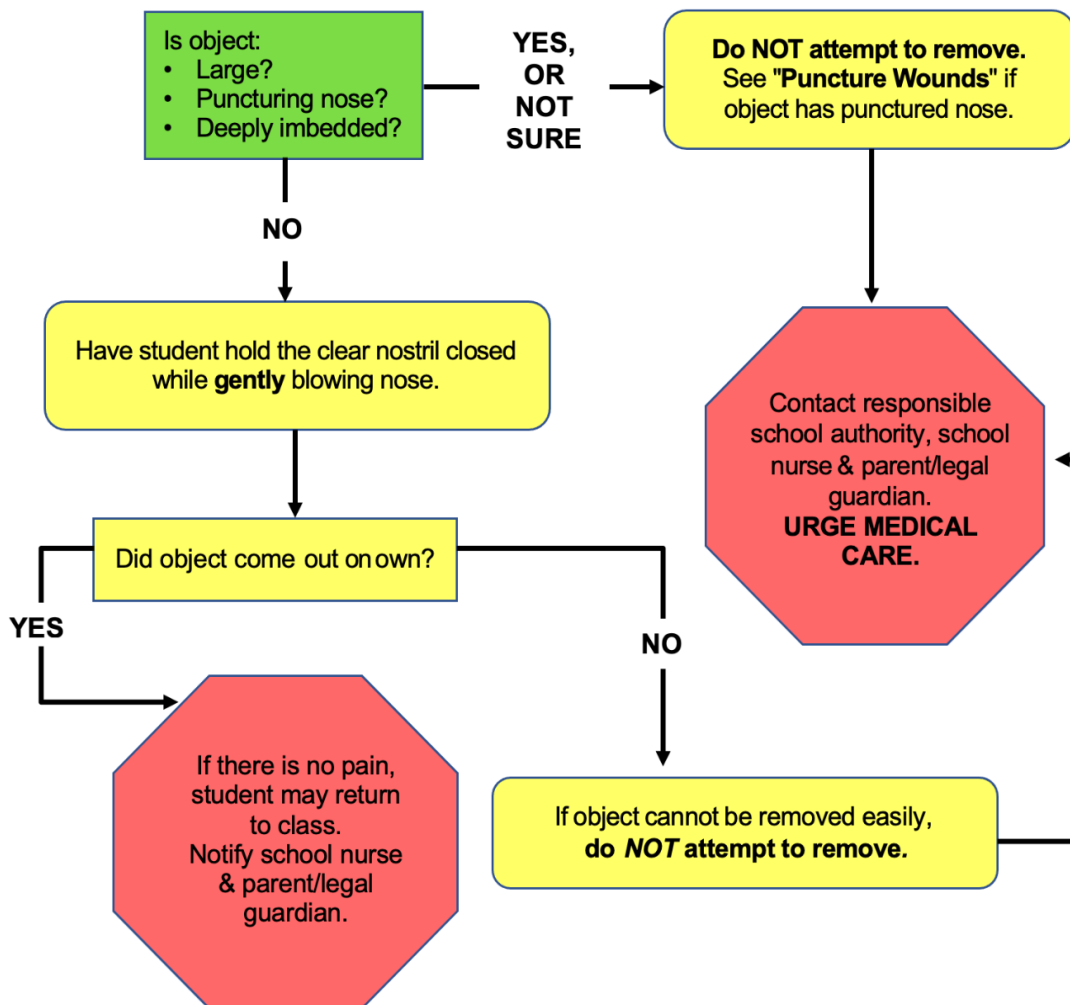 Is object:
• Large?
• Puncturing nose?
• Deeply imbedded?
YES,
OR
NOT
SURE
Do NOT attempt to remove.
See "Puncture Wounds" if
object has punctured nose.
NO
Have student hold the clear nostril closed
while gently blowing nose.
Contact responsible
school authority, school
nurse & parent/legal
guardian.
URGE MEDICAL
CARE.
Did object come out on own?
YES
NO
If there is no pain,
student may return
to class.
Notify school nurse
& parent/legal
guardian.
If object cannot be removed easily,
do NOT attempt to remove.